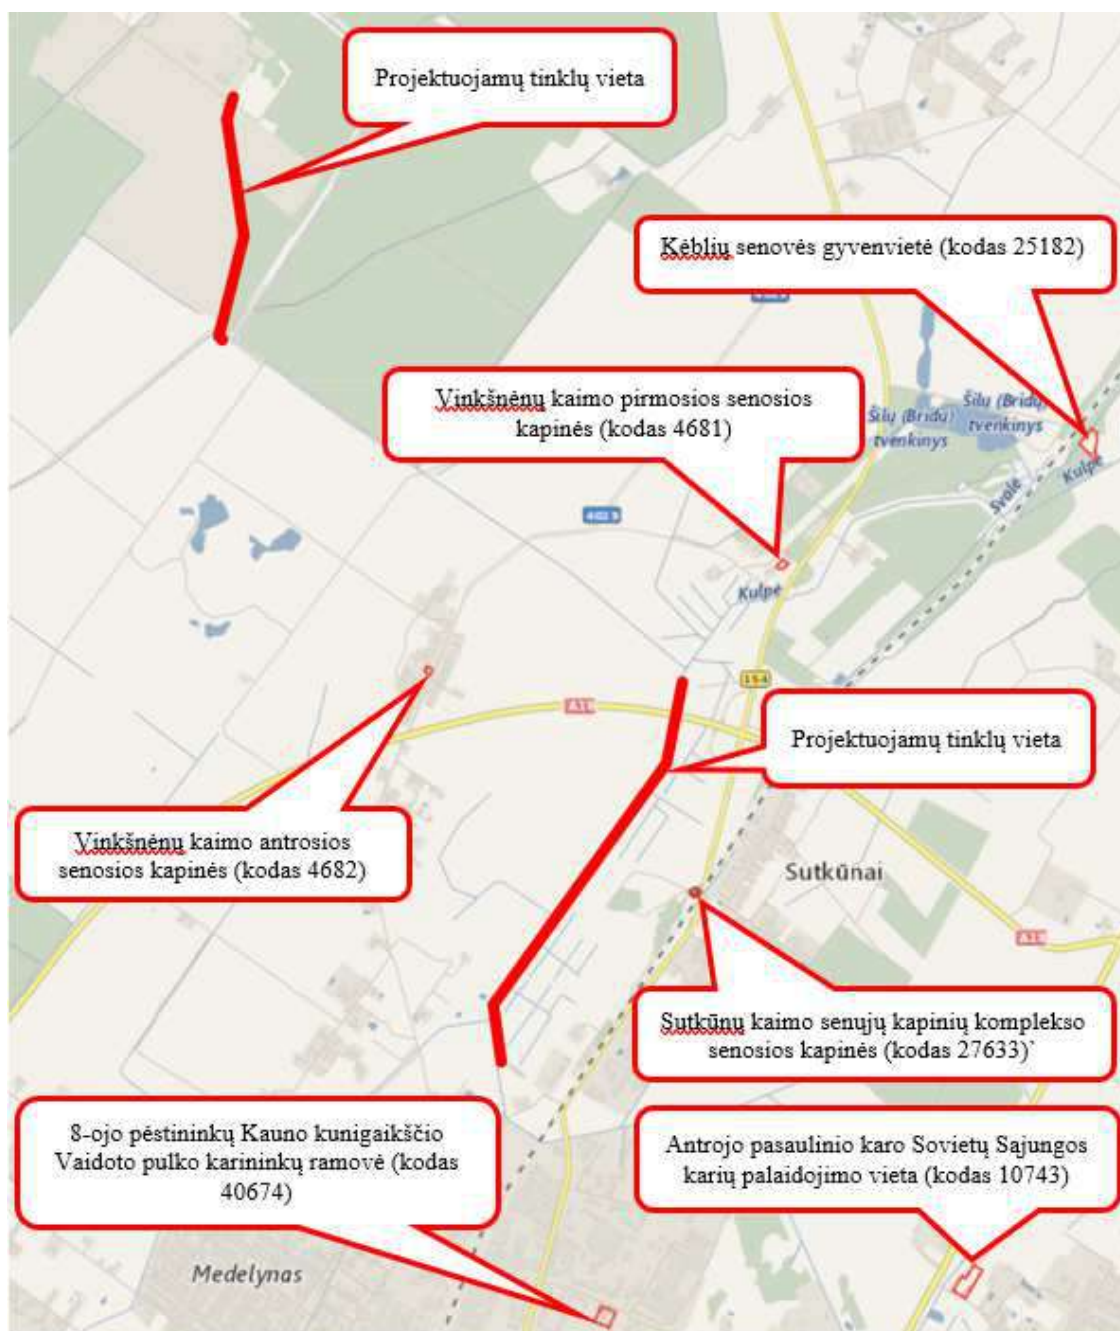 Projektuojamų tinklų vieta
Kėblių senovės gyvenvietė (kodas 25182)
Vinkšnėnų kaimo pirmosios senosios
kapinės (kodas 4681)
Šilų (Bridų)
tvenkinys
Šilų (Bridų)
tvenkinys
Kulpė
Svalė
4029
Kulpė
154
A18
Projektuojamų tinklų vieta
Vinkšnėnų kaimo antrosios
senosios kapinės (kodas 4682)
Sutkūnai
A18
Sutkūnų kaimo senųjų kapinių komplekso
senosios kapinės (kodas 27633)`
8-ojo pėstininkų Kauno kunigaikščio
Vaidoto pulko karininkų ramovė (kodas
40674)
Antrojo pasaulinio karo Sovietų Sąjungos
karių palaidojimo vieta (kodas 10743)
Medelynas